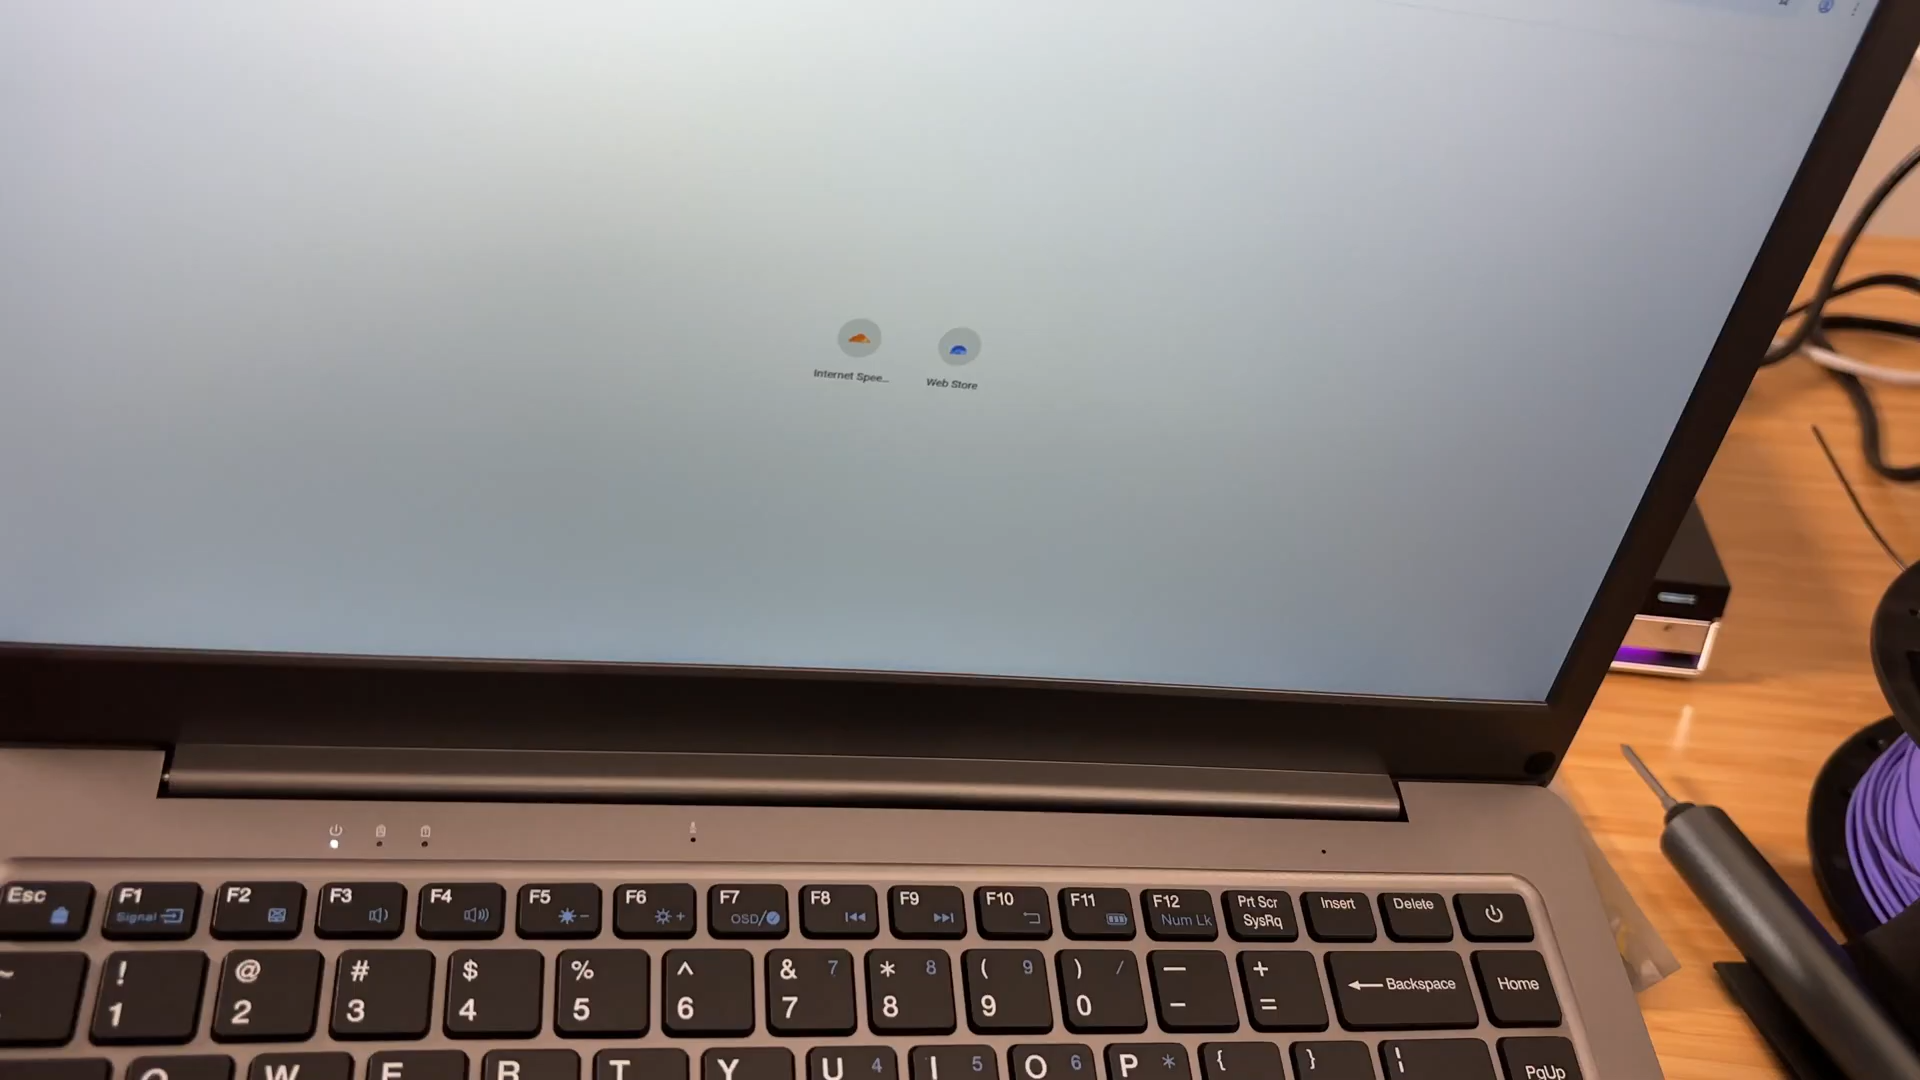 Internet Spee...
Web Store
Esc
F1 Signal
F2
F3
F4
F5 -
F6 +
F7 OSD/
F8
F9
F10
F11
F12 Num Lk
Prt Scr SysRq
Insert
Delete
~
! 1
@ 2
# 3
$ 4
% 5
^ 6
& 7 7
* 8 8
( 9 9
) / 0
— -
+ =
Backspace
Home
Q
W
E
R
T
Y
U 4
I 5
O 6
P *
{
}
PgUp